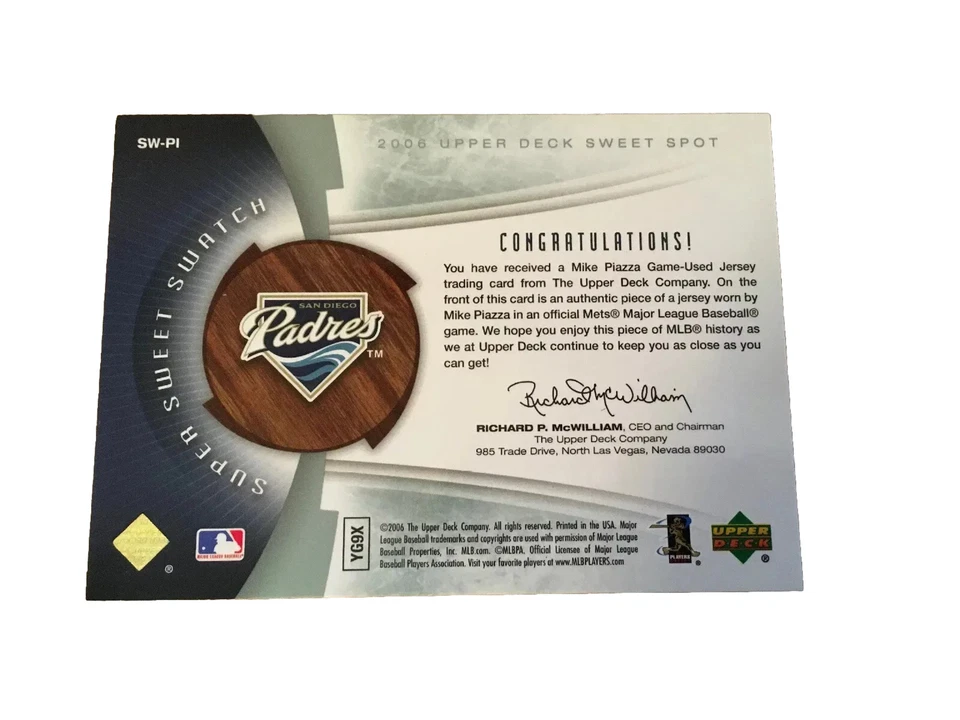 SW-PI
2006 UPPER DECK SWEET SPOT
SUPER SWEET SWATCH
SAN DIEGO
Padres™
CONGRATULATIONS!
You have received a Mike Piazza Game-Used Jersey
trading card from The Upper Deck Company. On the
front of this card is an authentic piece of a jersey worn by
Mike Piazza in an official Mets® Major League Baseball®
game. We hope you enjoy this piece of MLB® history as
we at Upper Deck continue to keep you as close as you
can get!
Richard McWilliam
RICHARD P. McWILLIAM, CEO and Chairman
The Upper Deck Company
985 Trade Drive, North Las Vegas, Nevada 89030
®
MAJOR LEAGUE BASEBALL
YG9X
©2006 The Upper Deck Company. All rights reserved. Printed in the USA. Major
League Baseball trademarks and copyrights are used with permission of Major League
Baseball Properties, Inc. MLB.com. ©MLBPA. Official Licensee of Major League
Baseball Players Association. Visit your favorite players at www.MLBPLAYERS.com.
PLAYERS
®
UPPER
DECK
®